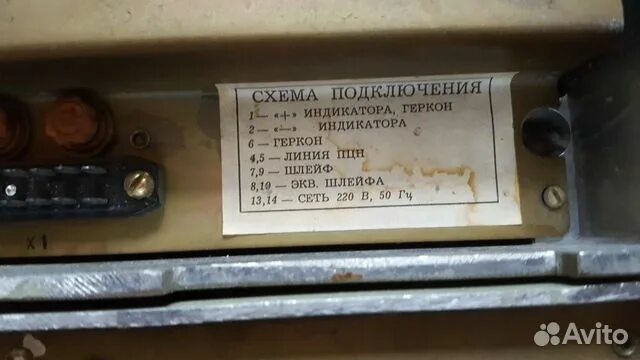 СХЕМА ПОДКЛЮЧЕНИЯ
1 — «+» ИНДИКАТОРА, ГЕРКОН
2 — «—» ИНДИКАТОРА
6 — ГЕРКОН
4,5 — ЛИНИЯ ПЦН
7,9 — ШЛЕЙФ
8,10 — ЭКВ. ШЛЕЙФА
13,14 — СЕТЬ 220 В, 50 Гц
X1
Avito